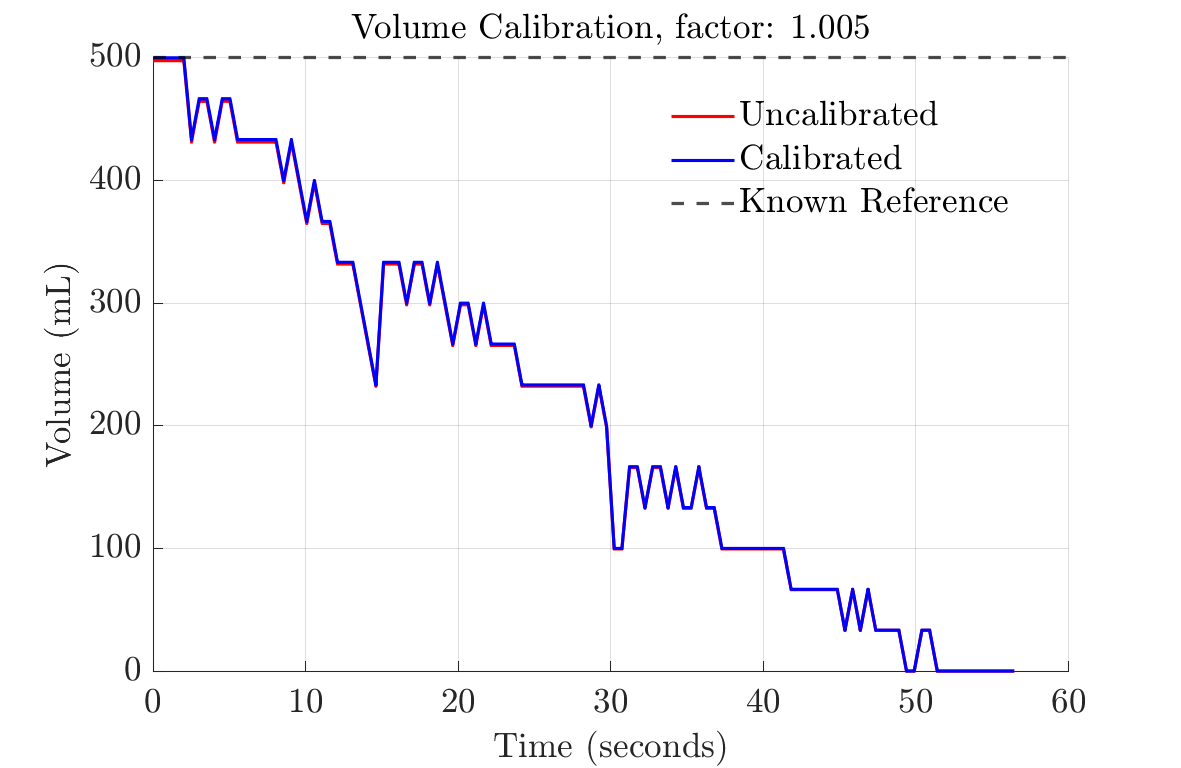 Volume Calibration, factor: 1.005
Volume (mL)
500
400
300
200
100
0
Uncalibrated
Calibrated
Known Reference
0 10 20 30 40 50 60
Time (seconds)